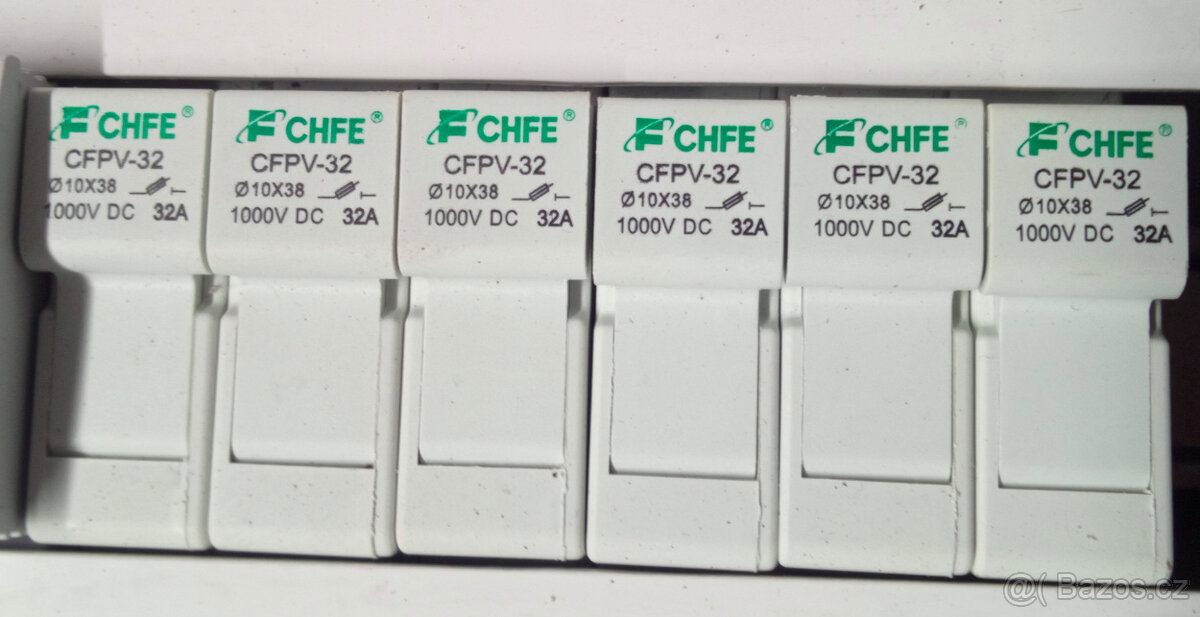 CHFE®
CFPV-32
Ø10X38
1000V DC 32A
CHFE®
CFPV-32
Ø10X38
1000V DC 32A
CHFE®
CFPV-32
Ø10X38
1000V DC 32A
CHFE®
CFPV-32
Ø10X38
1000V DC 32A
CHFE®
CFPV-32
Ø10X38
1000V DC 32A
CHFE®
CFPV-32
Ø10X38
1000V DC 32A
@( Bazos.cz